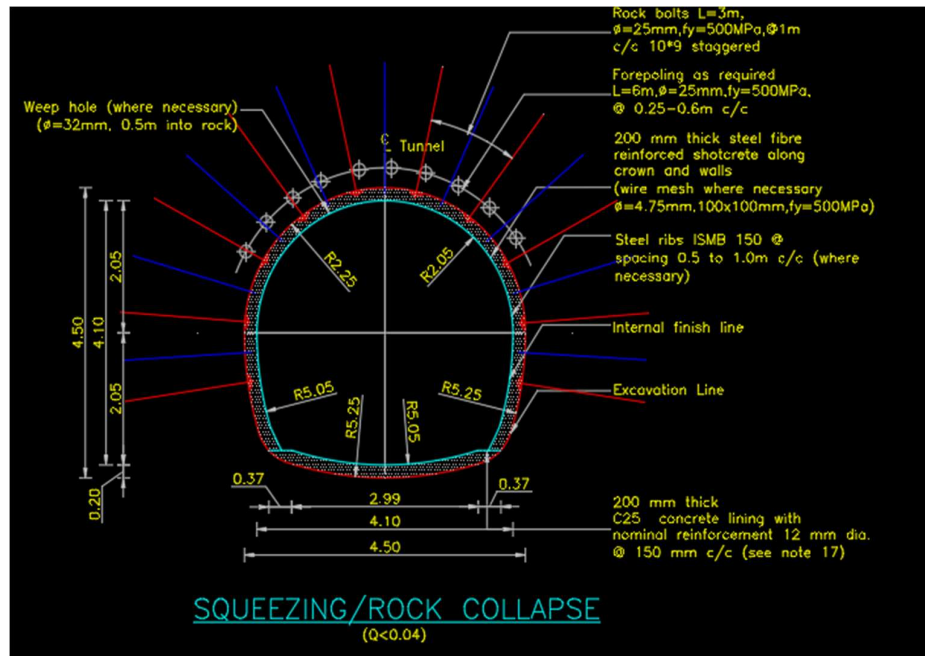 Rock bolts L=3m,
ø=25mm,fy=500MPa,@1m
c/c 10*9 staggered
Forepoling as required
L=6m,ø=25mm,fy=500MPa,
@ 0.25-0.6m c/c
Weep hole (where necessary)
(ø=32mm, 0.5m into rock)
℄ Tunnel
200 mm thick steel fibre
reinforced shotcrete along
crown and walls
(wire mesh where necessary
ø=4.75mm,100x100mm,fy=500MPa)
Steel ribs ISMB 150 @
spacing 0.5 to 1.0m c/c (where
necessary)
Internal finish line
Excavation Line
R2.25
R2.05
4.50
4.10
2.05
2.05
0.20
R5.05
R5.25
R5.05
R5.25
0.37
2.99
0.37
4.10
4.50
200 mm thick
C25 concrete lining with
nominal reinforcement 12 mm dia.
@ 150 mm c/c (see note 17)
SQUEEZING/ROCK COLLAPSE
(Q<0.04)